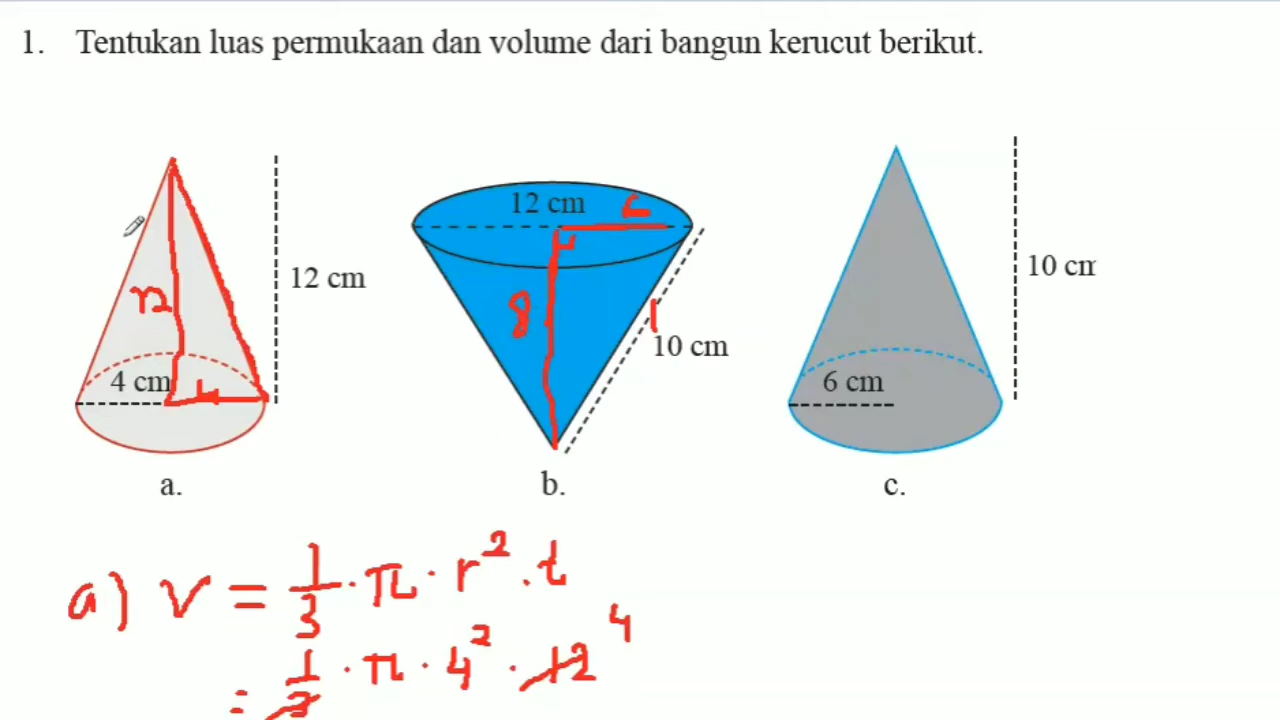 1. Tentukan luas permukaan dan volume dari bangun kerucut berikut.
12
4 cm
4
12 cm
12 cm
8
10 cm
6 cm
10 cm
a.
b.
c.
a) V = 1/3 · π · r² . t
= 1/3 · π · 4² · 12 4